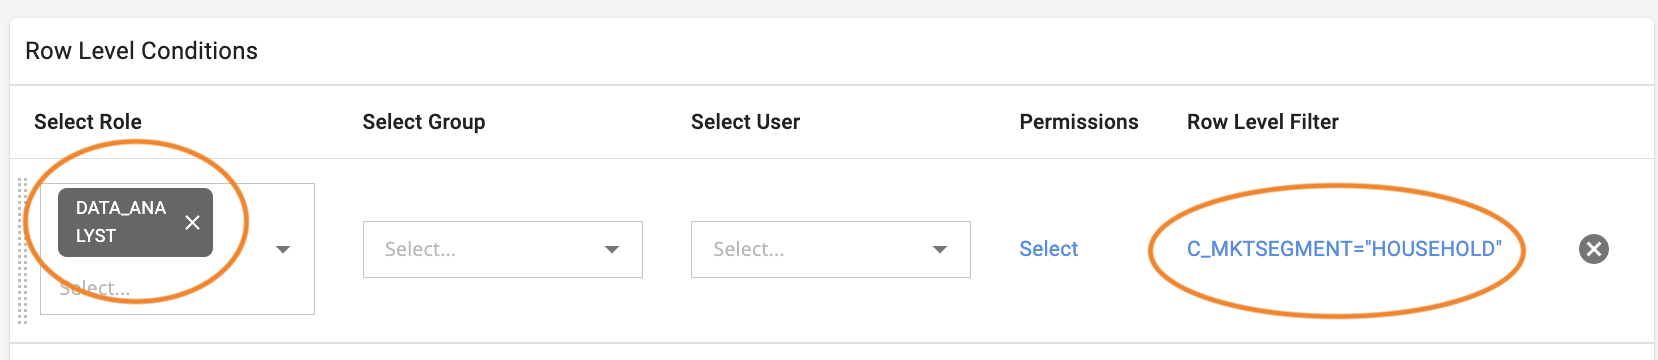 Row Level Conditions
Select Role
Select Group
Select User
Permissions
Row Level Filter
DATA_ANA
LYST
Select...
Select...
Select...
Select
C_MKTSEGMENT="HOUSEHOLD"